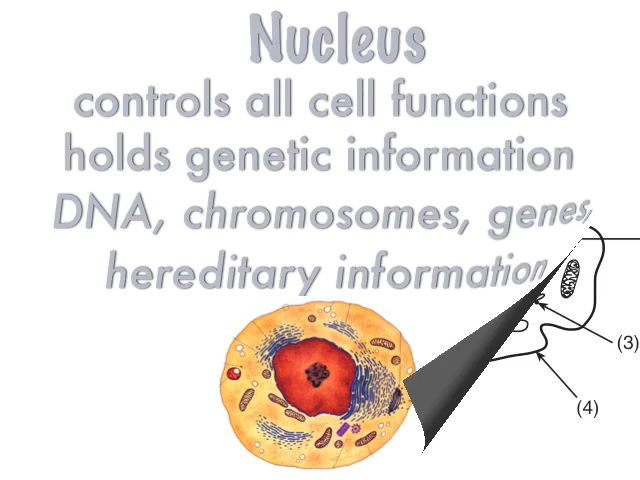 Nucleus
controls all cell functions
holds genetic information
DNA, chromosomes, genes,
hereditary information
(3)
(4)